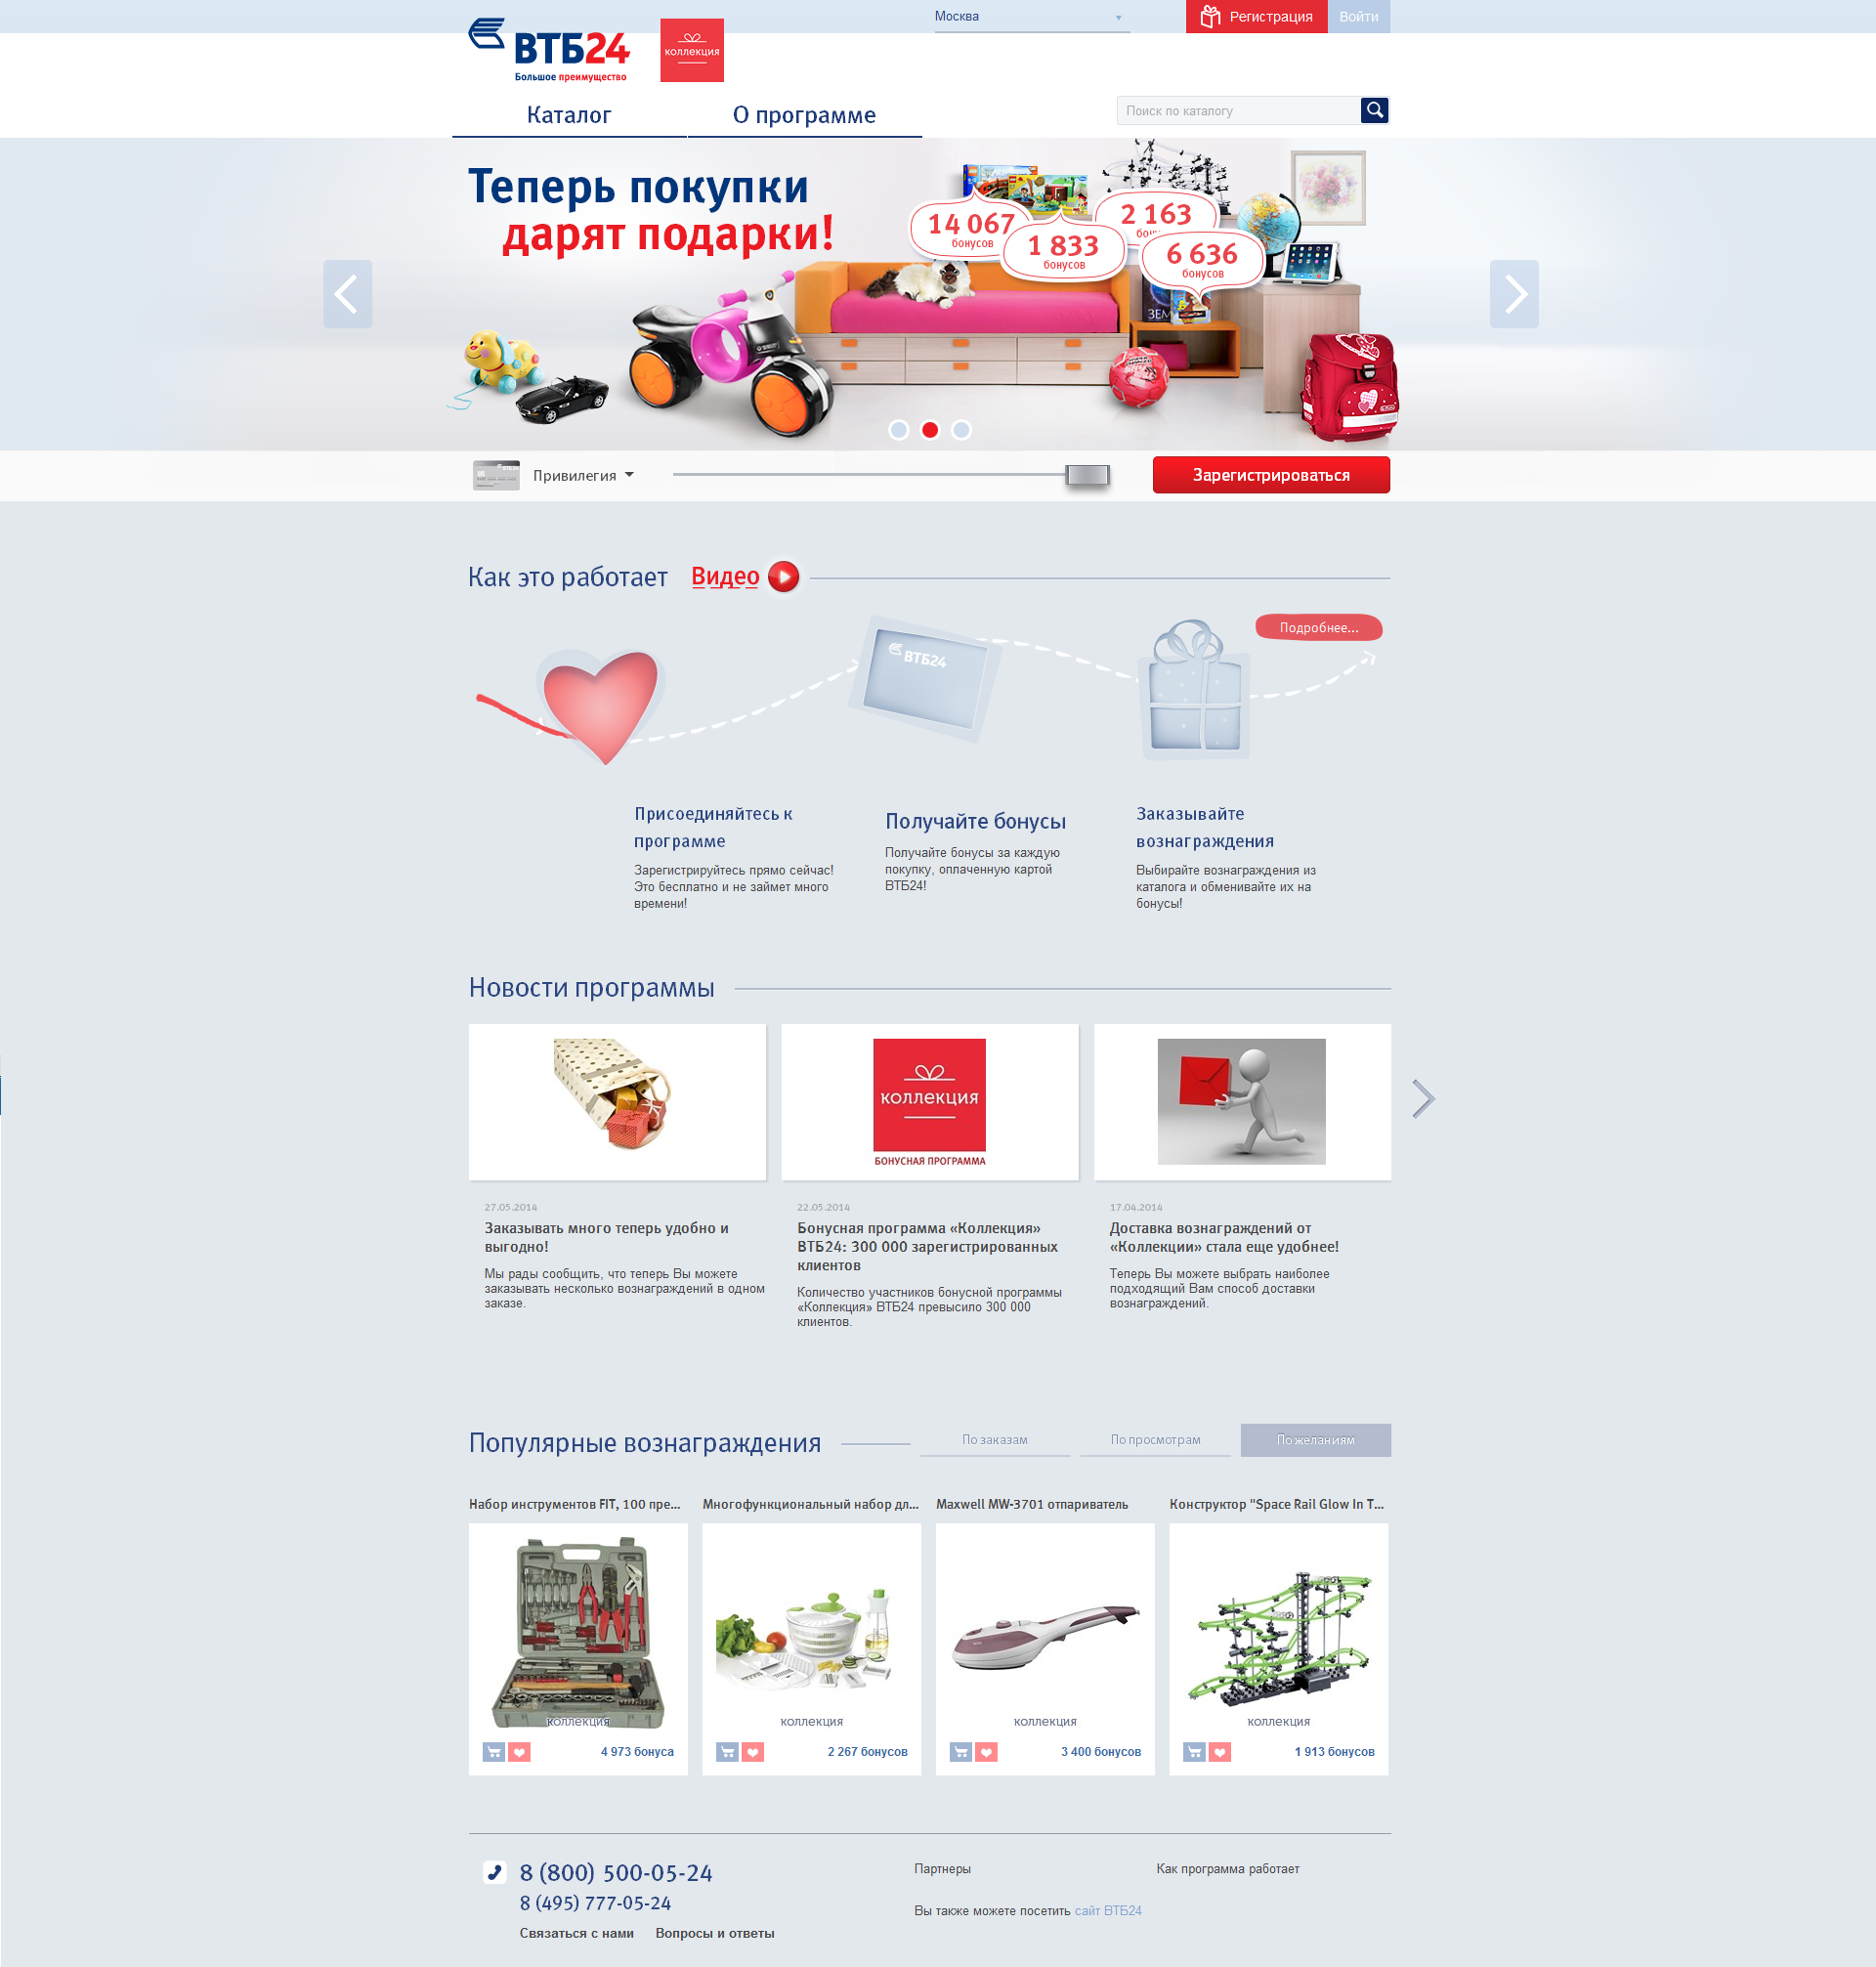 Москва
Регистрация
Войти
ВТБ24
Большое преимущество
коллекция
Каталог
О программе
Поиск по каталогу
Теперь покупки
дарят подарки!
14 067
бонусов
1 833
бонусов
2 163
6 636
бонусов
Привилегия
Зарегистрироваться
Как это работает
Видео
Подробнее...
ВТБ24
Присоединяйтесь к
программе
Зарегистрируйтесь прямо сейчас!
Это бесплатно и не займет много
времени!
Получайте бонусы
Получайте бонусы за каждую
покупку, оплаченную картой
ВТБ24!
Заказывайте
вознаграждения
Выбирайте вознаграждения из
каталога и обменивайте их на
бонусы!
Новости программы
коллекция
БОНУСНАЯ ПРОГРАММА
27.05.2014
Заказывать много теперь удобно и
выгодно!
Мы рады сообщить, что теперь Вы можете
заказывать несколько вознаграждений в одном
заказе.
22.05.2014
Бонусная программа «Коллекция»
ВТБ24: 300 000 зарегистрированных
клиентов
Количество участников бонусной программы
«Коллекция» ВТБ24 превысило 300 000
клиентов.
17.04.2014
Доставка вознаграждений от
«Коллекции» стала еще удобнее!
Теперь Вы можете выбрать наиболее
подходящий Вам способ доставки
вознаграждений.
Популярные вознаграждения
По заказам
По просмотрам
По желаниям
Набор инструментов FIT, 100 пре...
Многофункциональный набор дл...
Maxwell MW-3701 отпариватель
Конструктор "Space Rail Glow In T...
коллекция
коллекция
коллекция
коллекция
4 973 бонуса
2 267 бонусов
3 400 бонусов
1 913 бонусов
8 (800) 500-05-24
8 (495) 777-05-24
Связаться с нами
Вопросы и ответы
Партнеры
Как программа работает
Вы также можете посетить сайт ВТБ24